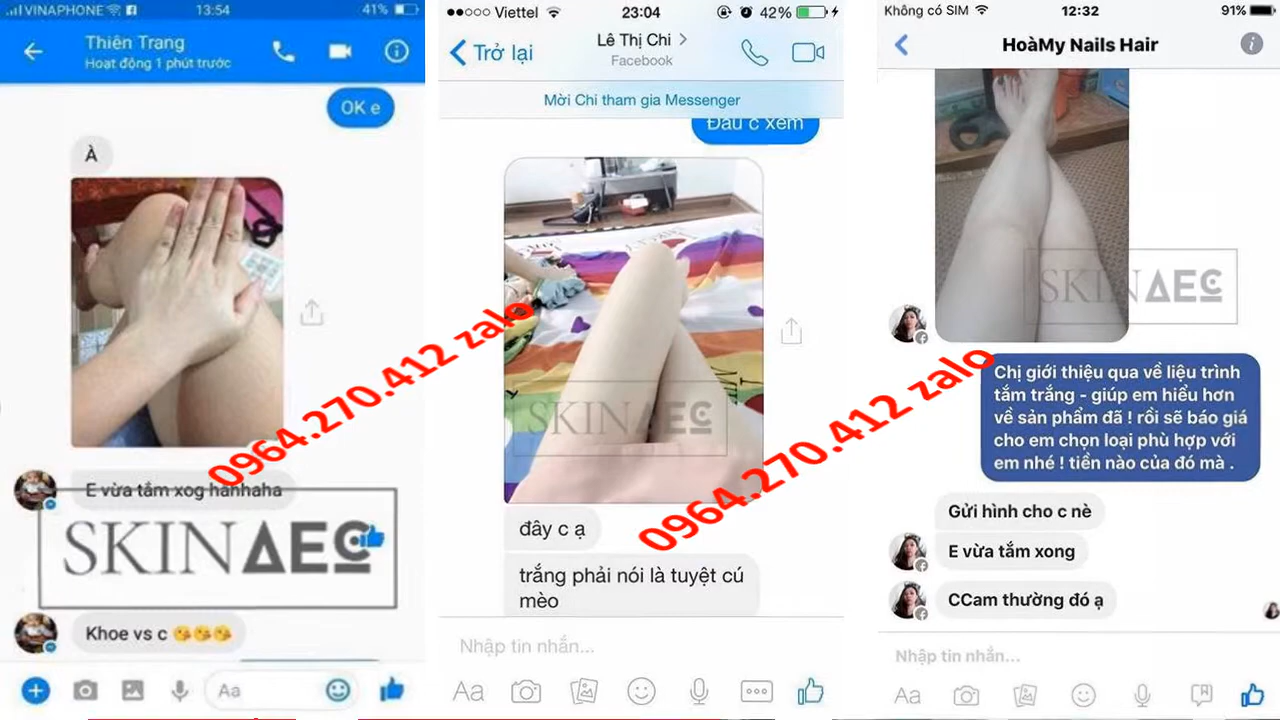 VINAPHONE 13:54 41%
Thiên Trang
Hoạt động 1 phút trước
OK e
À
E vừa tắm xog hahhaha
SKINAEC
Khoe vs c 😘😘😘
Aa
Viettel 23:04 42%
Trở lại
Lê Thị Chi
Facebook
Mời Chi tham gia Messenger
Đâu c xem
SKINAEC
đây c ạ
trắng phải nói là tuyệt cú
mèo
Nhập tin nhắn...
Aa
0964.270.412 zalo
Không có SIM 12:32 91%
HoàMy Nails Hair
SKINAEC
Chị giới thiệu qua về liệu trình
tắm trắng - giúp em hiểu hơn
về sản phẩm đã ! rồi sẽ báo giá
cho em chọn loại phù hợp với
em nhé ! tiền nào của đó mà .
Gửi hình cho c nè
E vừa tắm xong
CCam thường đó ạ
Nhập tin nhắn...
Aa
0964.270.412 zalo